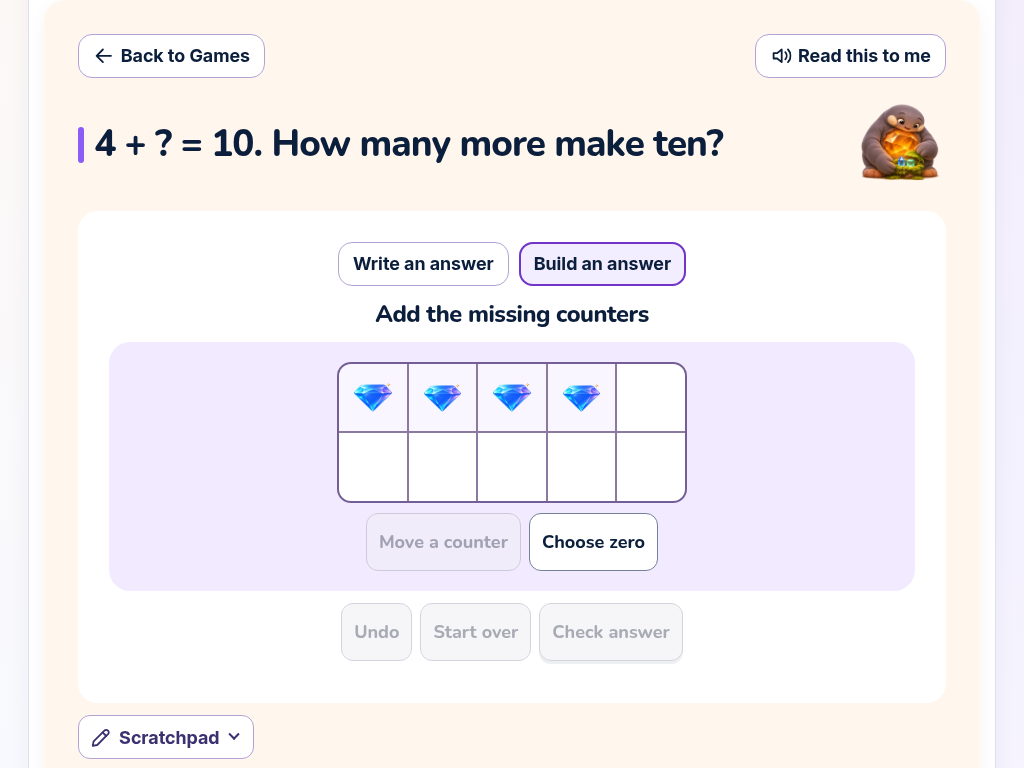 Back to Games
Read this to me
4 + ? = 10. How many more make ten?
Write an answer
Build an answer
Add the missing counters
Move a counter
Choose zero
Undo
Start over
Check answer
Scratchpad